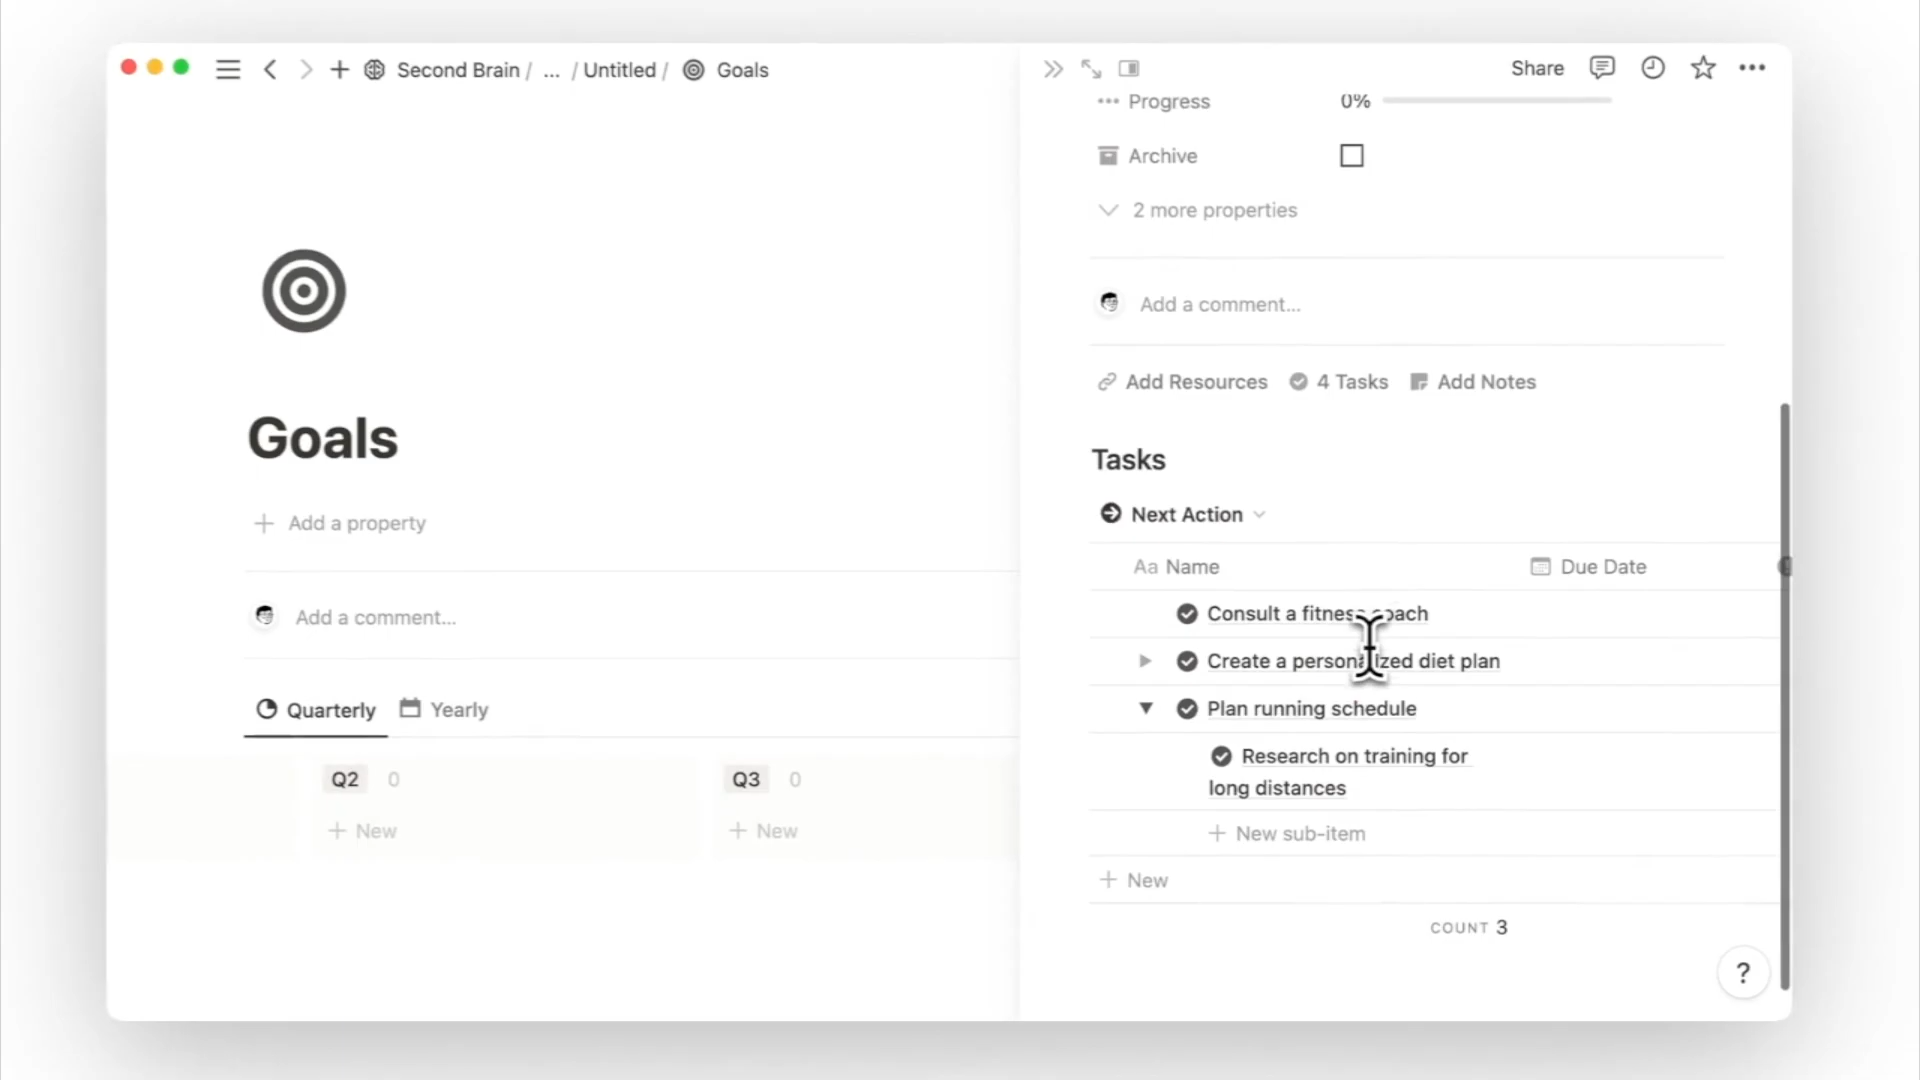 Second Brain / ... / Untitled / Goals
Goals
Add a property
Add a comment...
Quarterly Yearly
Q2 0 Q3 0
New New
Share
Progress 0%
Archive
2 more properties
Add a comment...
Add Resources 4 Tasks Add Notes
Tasks
Next Action
Aa Name Due Date
Consult a fitness coach
Create a personalized diet plan
Plan running schedule
Research on training for
long distances
New sub-item
New
COUNT 3
?